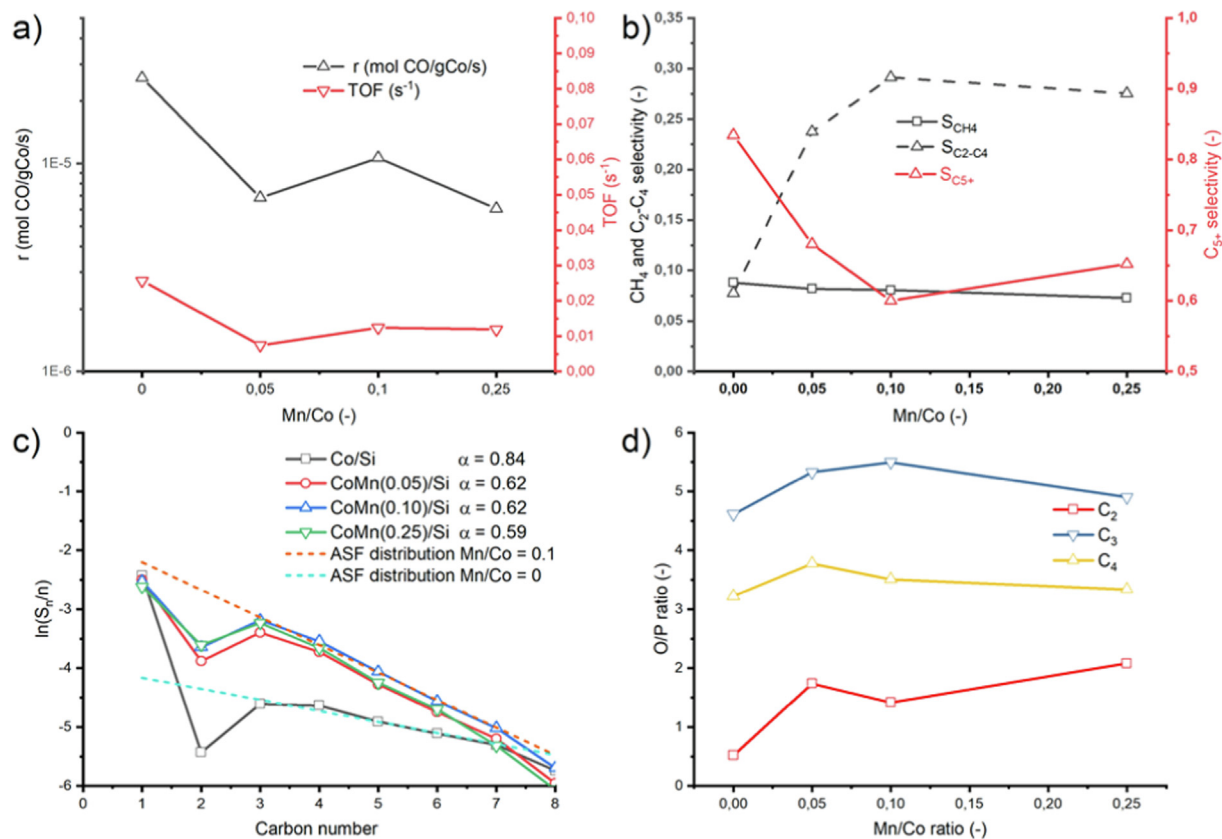 a)
r (mol CO/gCo/s)
TOF (s⁻¹)
1E-5
1E-6
r (mol CO/gCo/s)
0,10
0,09
0,08
0,07
0,06
0,05
0,04
0,03
0,02
0,01
0,00
TOF (s⁻¹)
0 0,05 0,1 0,25
Mn/Co (-)
b)
S_CH4
S_C2-C4
S_C5+
0,35
0,30
0,25
0,20
0,15
0,10
0,05
0,00
CH₄ and C₂-C₄ selectivity (-)
1,0
0,9
0,8
0,7
0,6
0,5
C₅₊ selectivity (-)
0,00 0,05 0,10 0,15 0,20 0,25
Mn/Co (-)
c)
Co/Si α = 0.84
CoMn(0.05)/Si α = 0.62
CoMn(0.10)/Si α = 0.62
CoMn(0.25)/Si α = 0.59
ASF distribution Mn/Co = 0.1
ASF distribution Mn/Co = 0
0
-1
-2
-3
-4
-5
-6
ln(Sₙ/n)
0 1 2 3 4 5 6 7 8
Carbon number
d)
C₂
C₃
C₄
6
5
4
3
2
1
0
O/P ratio (-)
0,00 0,05 0,10 0,15 0,20 0,25
Mn/Co ratio (-)